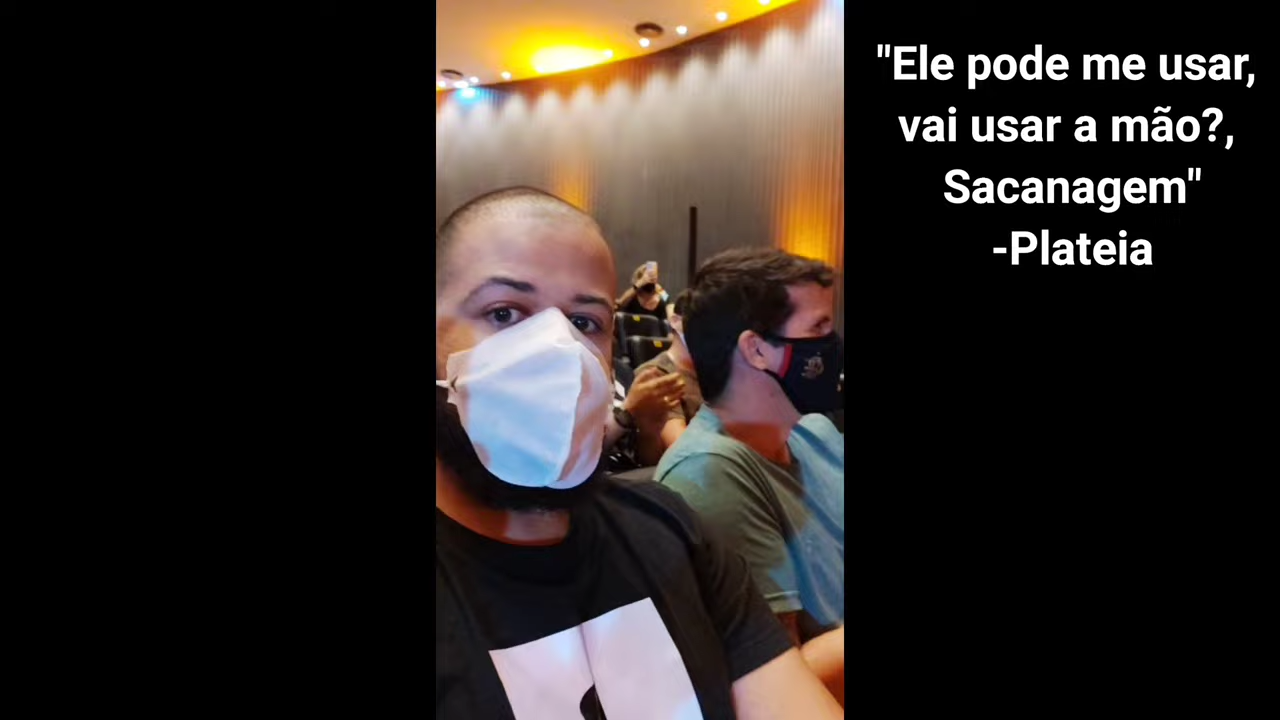 "Ele pode me usar,
vai usar a mão?,
Sacanagem"
-Plateia